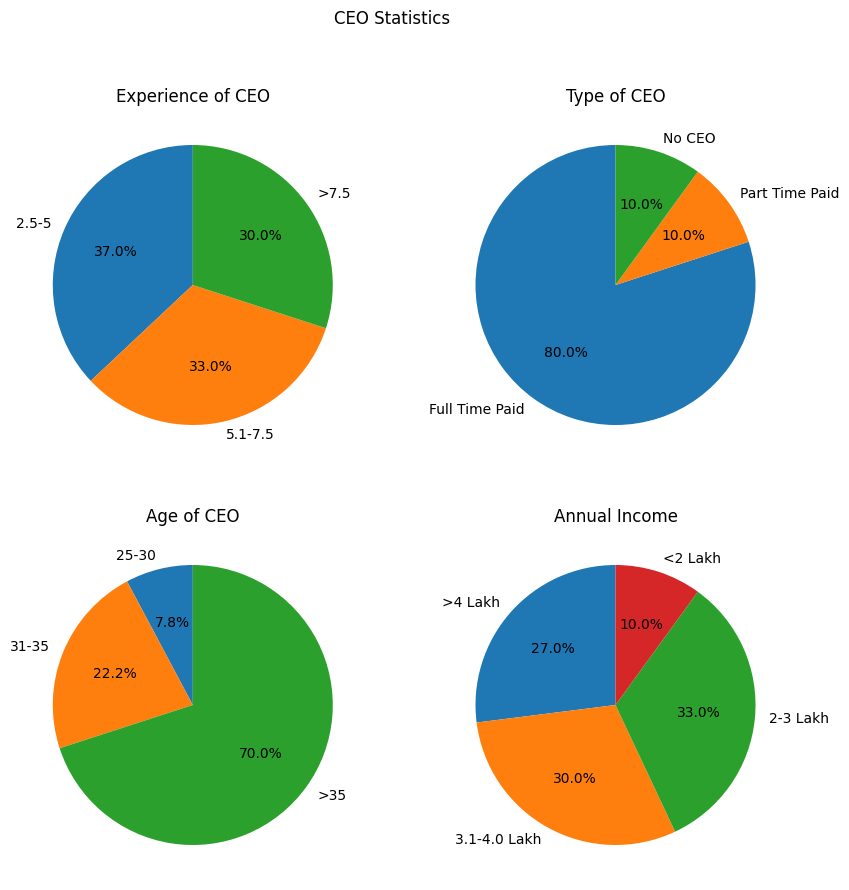 CEO Statistics
Experience of CEO
2.5-5
37.0%
5.1-7.5
33.0%
>7.5
30.0%
Type of CEO
Full Time Paid
80.0%
Part Time Paid
10.0%
No CEO
10.0%
Age of CEO
25-30
7.8%
31-35
22.2%
>35
70.0%
Annual Income
>4 Lakh
27.0%
3.1-4.0 Lakh
30.0%
2-3 Lakh
33.0%
<2 Lakh
10.0%